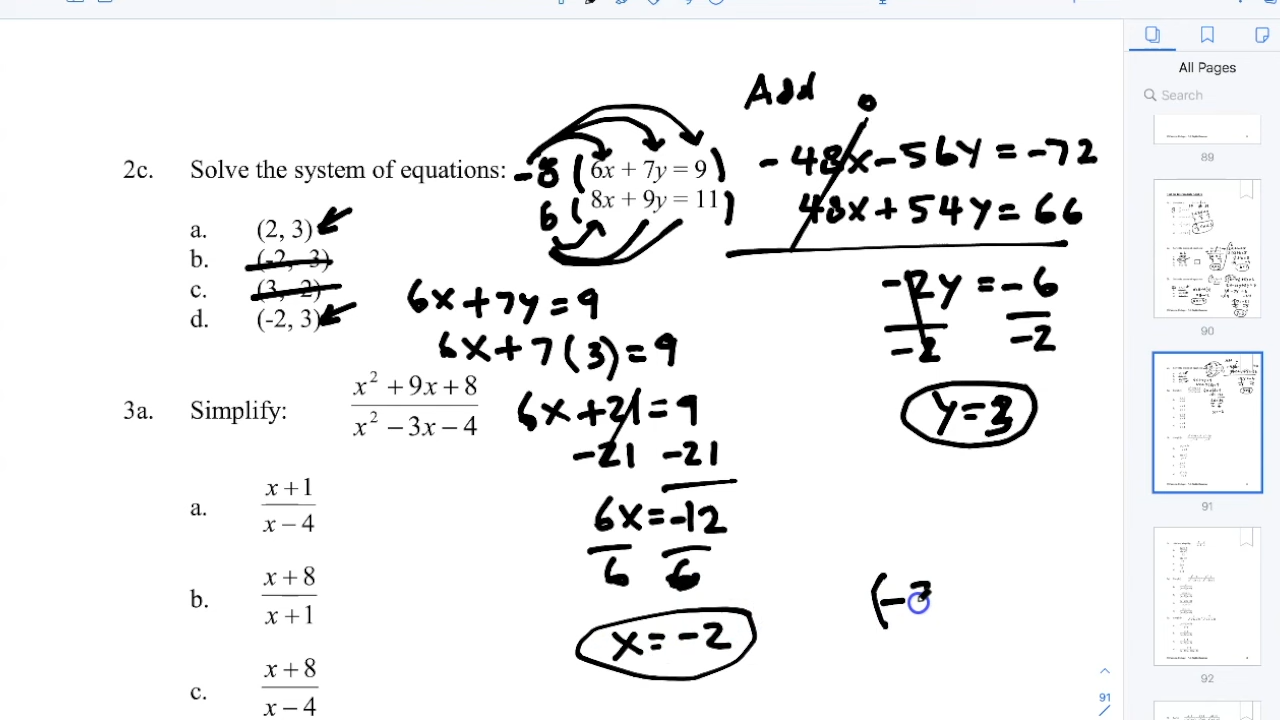 All Pages
Search
89
90
91
92
91
Add
0
2c. Solve the system of equations: -8 ( 6x + 7y = 9 )
6 ( 8x + 9y = 11 )
-48x - 56y = -72
48x + 54y = 66
-2y = -6
-2 -2
y = 3
a. (2, 3)
b. (-2, -3)
c. (3, -2)
d. (-2, 3)
6x + 7y = 9
6x + 7(3) = 9
6x + 21 = 9
-21 -21
6x = -12
6 6
x = -2
(-2
3a. Simplify: x² + 9x + 8
x² - 3x - 4
a. x + 1
x - 4
b. x + 8
x + 1
c. x + 8
x - 4